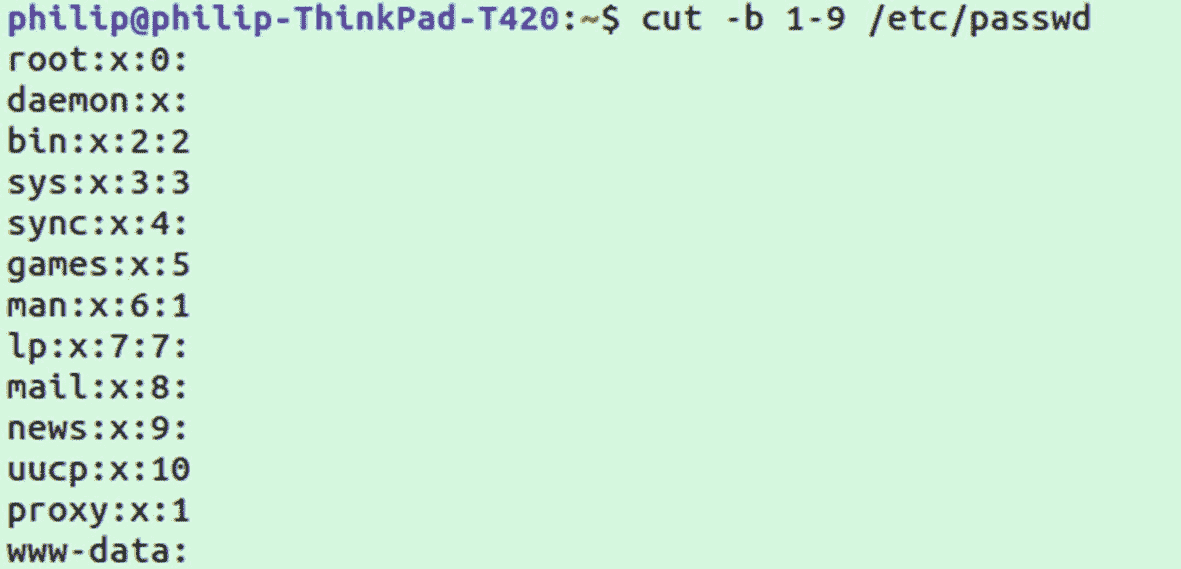 philip@philip-ThinkPad-T420:~$ cut -b 1-9 /etc/passwd
root:x:0:
daemon:x:
bin:x:2:2
sys:x:3:3
sync:x:4:
games:x:5
man:x:6:1
lp:x:7:7:
mail:x:8:
news:x:9:
uucp:x:10
proxy:x:1
www-data: